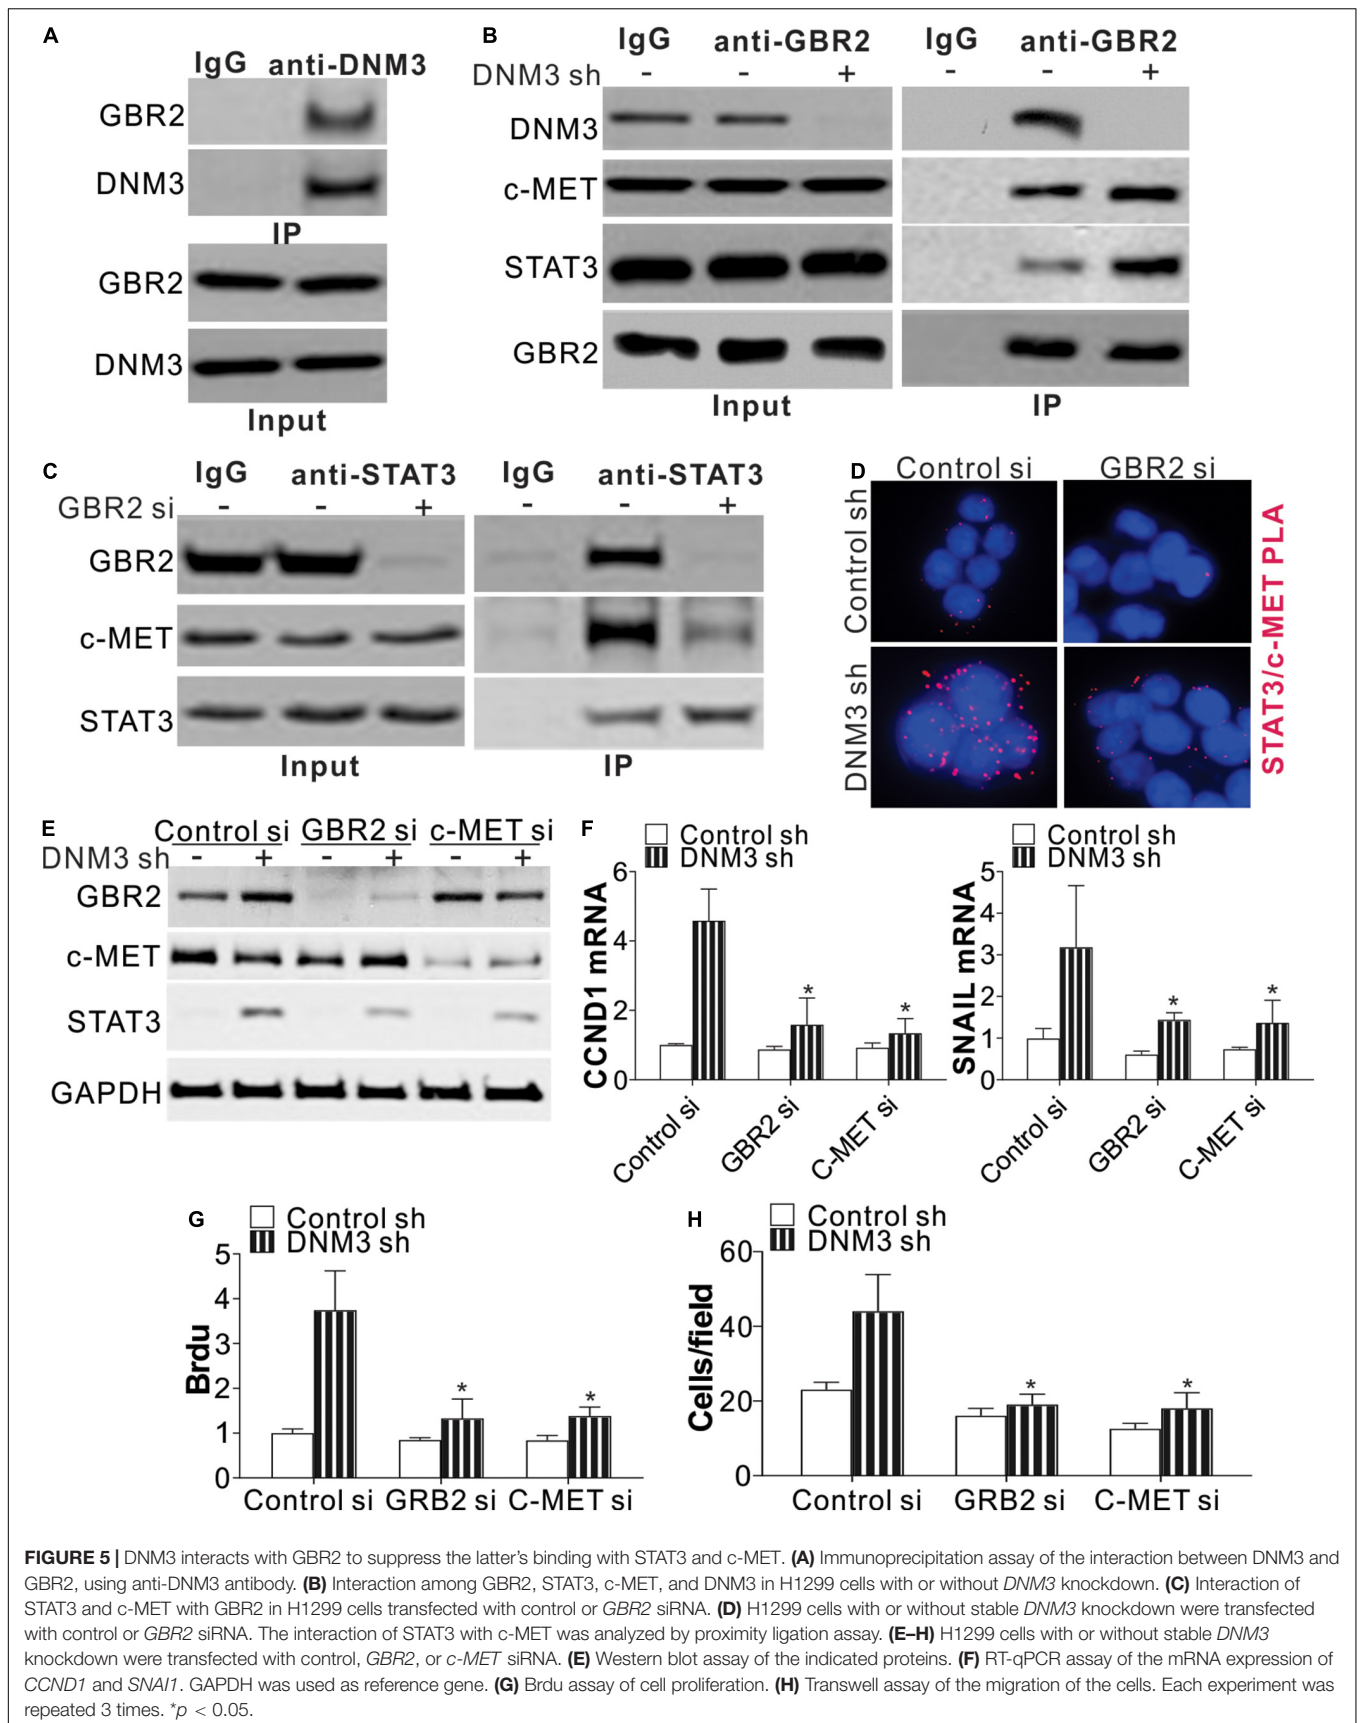 A
IgG anti-DNM3
GBR2
DNM3
IP
GBR2
DNM3
Input
B
IgG anti-GBR2 IgG anti-GBR2
DNM3 sh - - + - - +
DNM3
c-MET
STAT3
GBR2
Input IP
C
IgG anti-STAT3 IgG anti-STAT3
GBR2 si - - + - - +
GBR2
c-MET
STAT3
Input IP
D
Control si GBR2 si
Control sh
DNM3 sh
STAT3/c-MET PLA
E
Control si GBR2 si c-MET si
DNM3 sh - + - + - +
GBR2
c-MET
STAT3
GAPDH
F
Control sh
DNM3 sh
CCND1 mRNA
6
4
2
0
* *
Control si GBR2 si C-MET si
Control sh
DNM3 sh
SNAIL mRNA
5
4
3
2
1
0
* *
Control si GBR2 si C-MET si
G
Control sh
DNM3 sh
Brdu
5
4
3
2
1
0
* *
Control si GRB2 si C-MET si
H
Control sh
DNM3 sh
Cells/field
60
40
20
0
* *
Control si GRB2 si C-MET si
FIGURE 5 | DNM3 interacts with GBR2 to suppress the latter's binding with STAT3 and c-MET. (A) Immunoprecipitation assay of the interaction between DNM3 and
GBR2, using anti-DNM3 antibody. (B) Interaction among GBR2, STAT3, c-MET, and DNM3 in H1299 cells with or without DNM3 knockdown. (C) Interaction of
STAT3 and c-MET with GBR2 in H1299 cells transfected with control or GBR2 siRNA. (D) H1299 cells with or without stable DNM3 knockdown were transfected
with control or GBR2 siRNA. The interaction of STAT3 with c-MET was analyzed by proximity ligation assay. (E–H) H1299 cells with or without stable DNM3
knockdown were transfected with control, GBR2, or c-MET siRNA. (E) Western blot assay of the indicated proteins. (F) RT-qPCR assay of the mRNA expression of
CCND1 and SNAI1. GAPDH was used as reference gene. (G) Brdu assay of cell proliferation. (H) Transwell assay of the migration of the cells. Each experiment was
repeated 3 times. *p < 0.05.